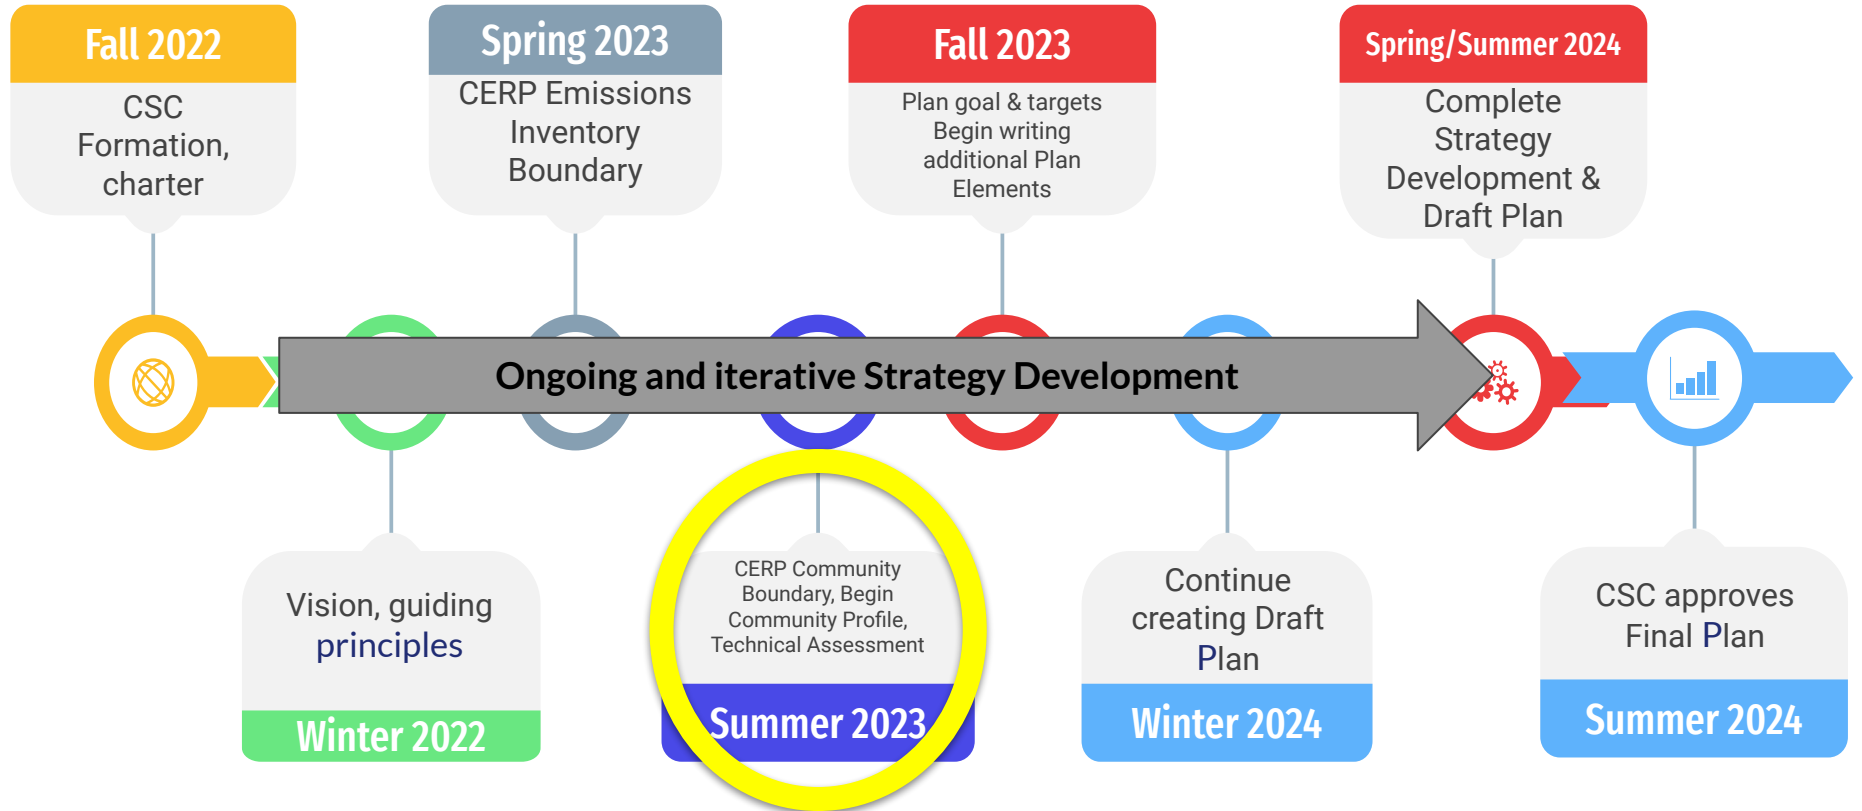 Fall 2022
CSC
Formation,
charter
Spring 2023
CERP Emissions
Inventory
Boundary
Fall 2023
Plan goal & targets
Begin writing
additional Plan
Elements
Spring/Summer 2024
Complete
Strategy
Development &
Draft Plan
Ongoing and iterative Strategy Development
Vision, guiding
principles
Winter 2022
CERP Community
Boundary, Begin
Community Profile,
Technical Assessment
Summer 2023
Continue
creating Draft
Plan
Winter 2024
CSC approves
Final Plan
Summer 2024